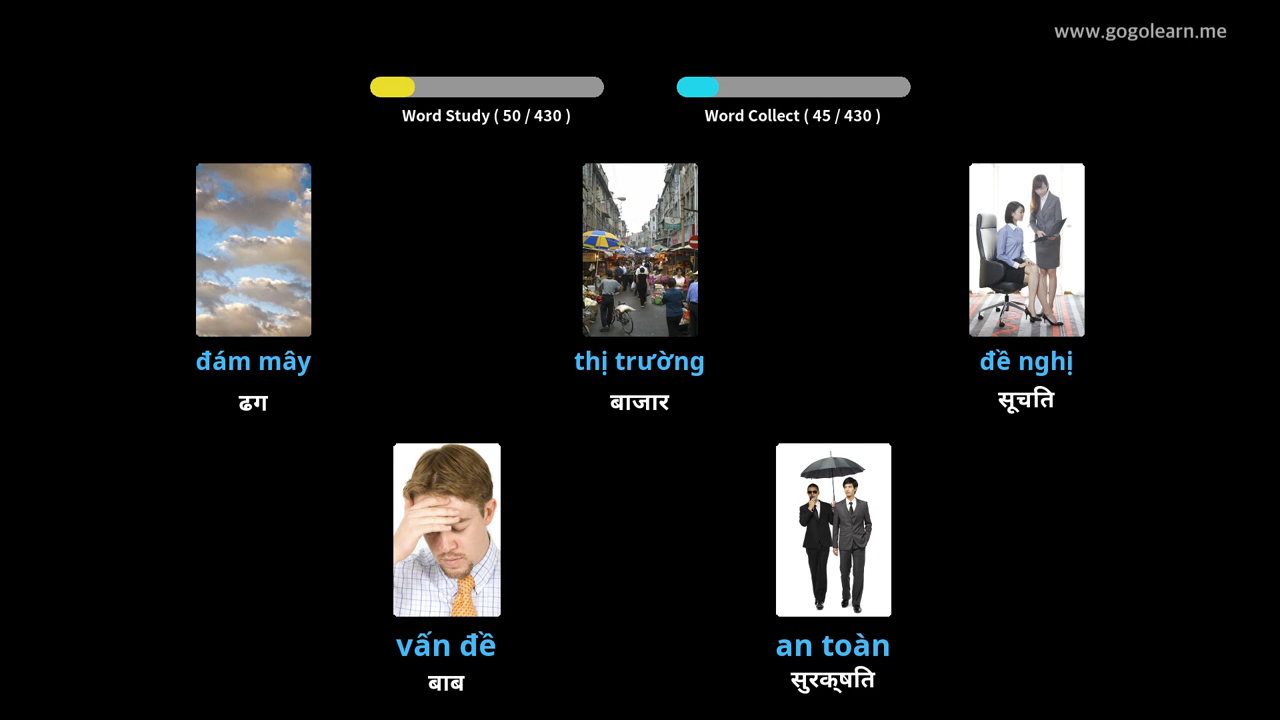 www.gogolearn.me
Word Study ( 50 / 430 )
Word Collect ( 45 / 430 )
đám mây
ढग
thị trường
बाजार
đề nghị
सूचति
vấn đề
बाब
an toàn
सुरक्षति